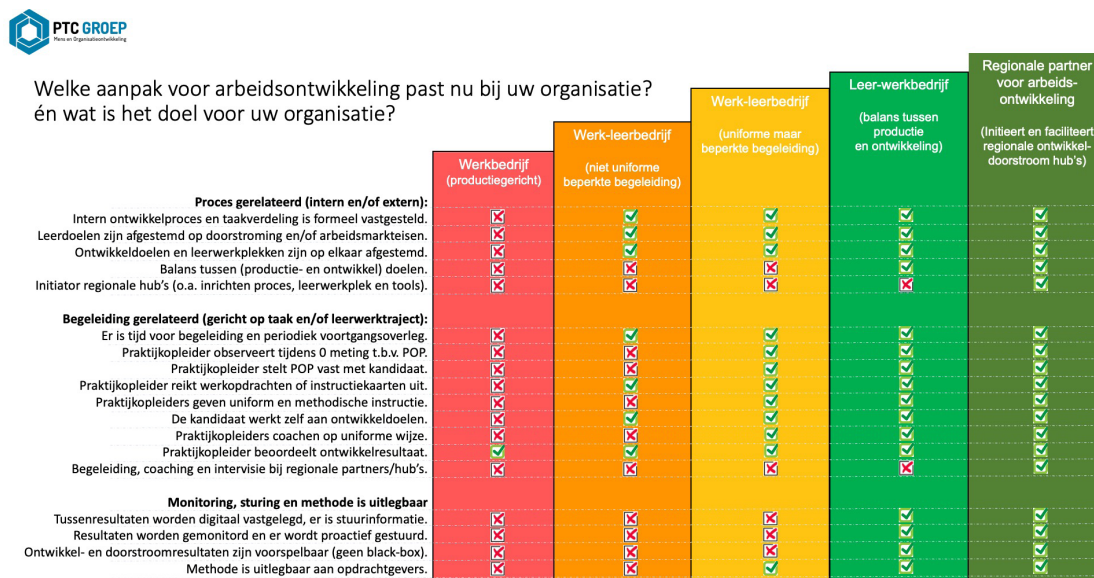 PTC GROEP
Mens en Organisatieontwikkeling
Welke aanpak voor arbeidsontwikkeling past nu bij uw organisatie?
én wat is het doel voor uw organisatie?
Werkbedrijf
(productiegericht)
Werk-leerbedrijf
(niet uniforme
beperkte begeleiding)
Werk-leerbedrijf
(uniforme maar
beperkte begeleiding)
Leer-werkbedrijf
(balans tussen
productie
en ontwikkeling)
Regionale partner
voor arbeids-
ontwikkeling
(Initieert en faciliteert
regionale ontwikkel-
doorstroom hub's)
Proces gerelateerd (intern en/of extern):
Intern ontwikkelproces en taakverdeling is formeel vastgesteld.
Leerdoelen zijn afgestemd op doorstroming en/of arbeidsmarkteisen.
Ontwikkeldoelen en leerwerkplekken zijn op elkaar afgestemd.
Balans tussen (productie- en ontwikkel) doelen.
Initiator regionale hub's (o.a. inrichten proces, leerwerkplek en tools).
Begeleiding gerelateerd (gericht op taak en/of leerwerktraject):
Er is tijd voor begeleiding en periodiek voortgangsoverleg.
Praktijkopleider observeert tijdens 0 meting t.b.v. POP.
Praktijkopleider stelt POP vast met kandidaat.
Praktijkopleider reikt werkopdrachten of instructiekaarten uit.
Praktijkopleiders geven uniform en methodische instructie.
De kandidaat werkt zelf aan ontwikkeldoelen.
Praktijkopleiders coachen op uniforme wijze.
Praktijkopleider beoordeelt ontwikkelresultaat.
Begeleiding, coaching en intervisie bij regionale partners/hub's.
Monitoring, sturing en methode is uitlegbaar
Tussenresultaten worden digitaal vastgelegd, er is stuurinformatie.
Resultaten worden gemonitord en er wordt proactief gestuurd.
Ontwikkel- en doorstroomresultaten zijn voorspelbaar (geen black-box).
Methode is uitlegbaar aan opdrachtgevers.